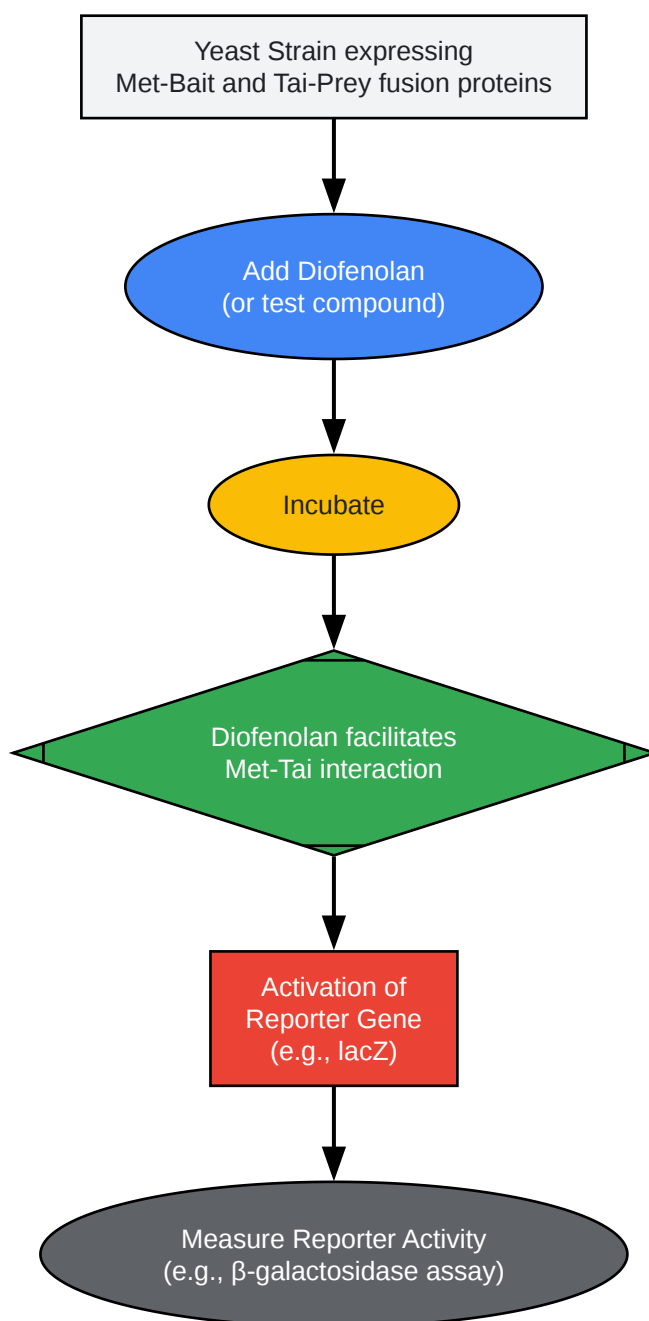 Yeast Strain expressing
Met-Bait and Tai-Prey fusion proteins
Add Diofenolan
(or test compound)
Incubate
Diofenolan facilitates
Met-Tai interaction
Activation of
Reporter Gene
(e.g., lacZ)
Measure Reporter Activity
(e.g., β-galactosidase assay)